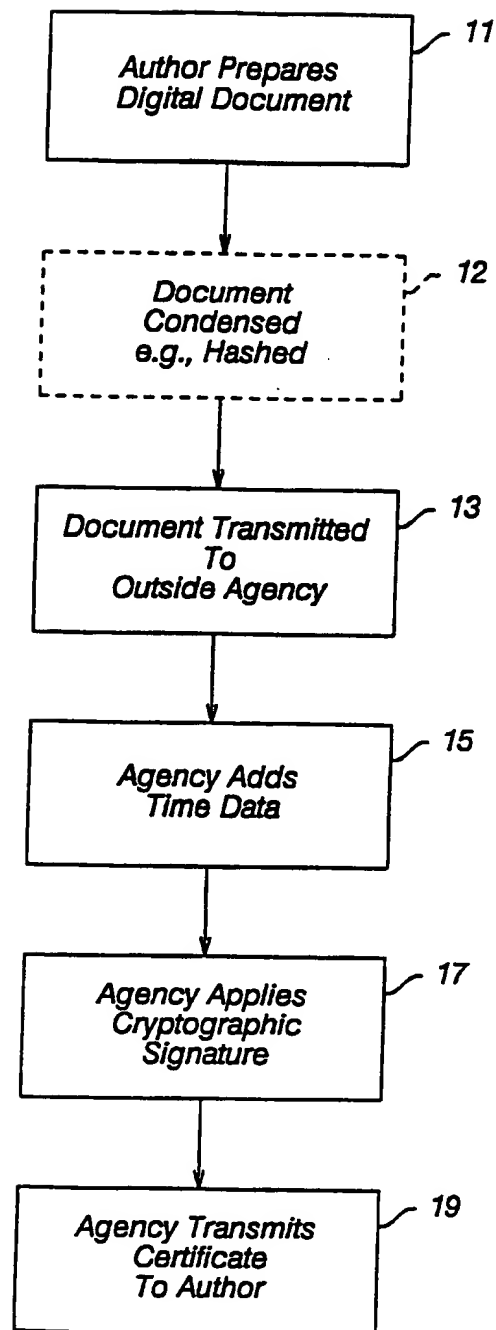 11
Author Prepares
Digital Document
12
Document
Condensed
e.g., Hashed
13
Document Transmitted
To
Outside Agency
15
Agency Adds
Time Data
17
Agency Applies
Cryptographic
Signature
19
Agency Transmits
Certificate
To Author